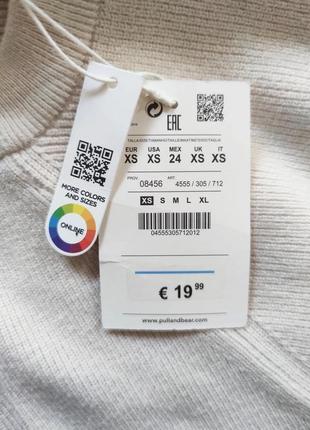 MORE COLORS
AND SIZES
ONLINE
EAC
EUR USA MEX UK IT
XS XS 24 XS XS
PROV. ART.
08456 4555 / 305 / 712
XS S M L XL
04555305712012
€ 19 99
www.pullandbear.com